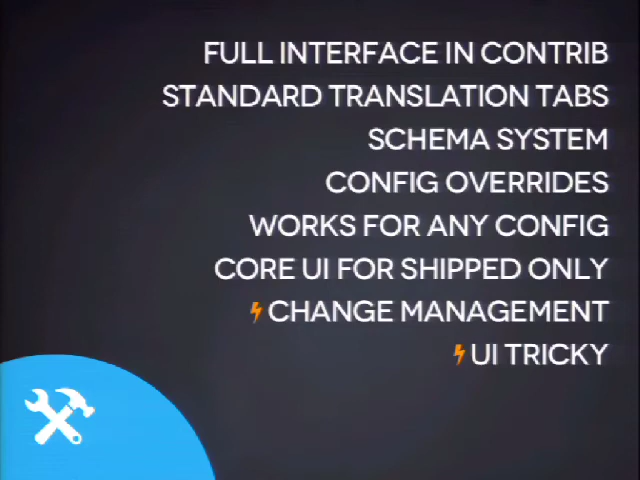 FULL INTERFACE IN CONTRIB
STANDARD TRANSLATION TABS
SCHEMA SYSTEM
CONFIG OVERRIDES
WORKS FOR ANY CONFIG
CORE UI FOR SHIPPED ONLY
CHANGE MANAGEMENT
UI TRICKY